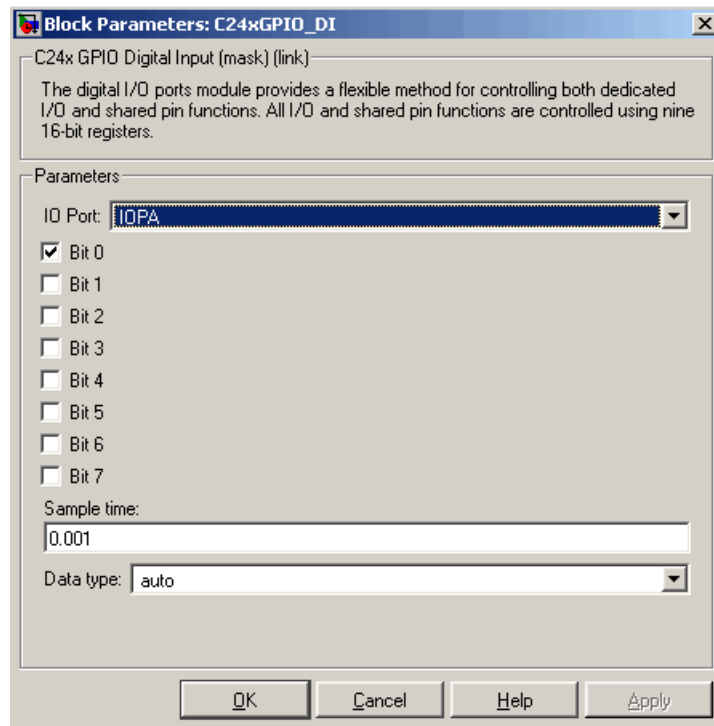 Block Parameters: C24xGPIO_DI
C24x GPIO Digital Input (mask) (link)
The digital I/O ports module provides a flexible method for controlling both dedicated
I/O and shared pin functions. All I/O and shared pin functions are controlled using nine
16-bit registers.
Parameters
IO Port: IOPA
Bit 0
Bit 1
Bit 2
Bit 3
Bit 4
Bit 5
Bit 6
Bit 7
Sample time:
0.001
Data type: auto
OK Cancel Help Apply